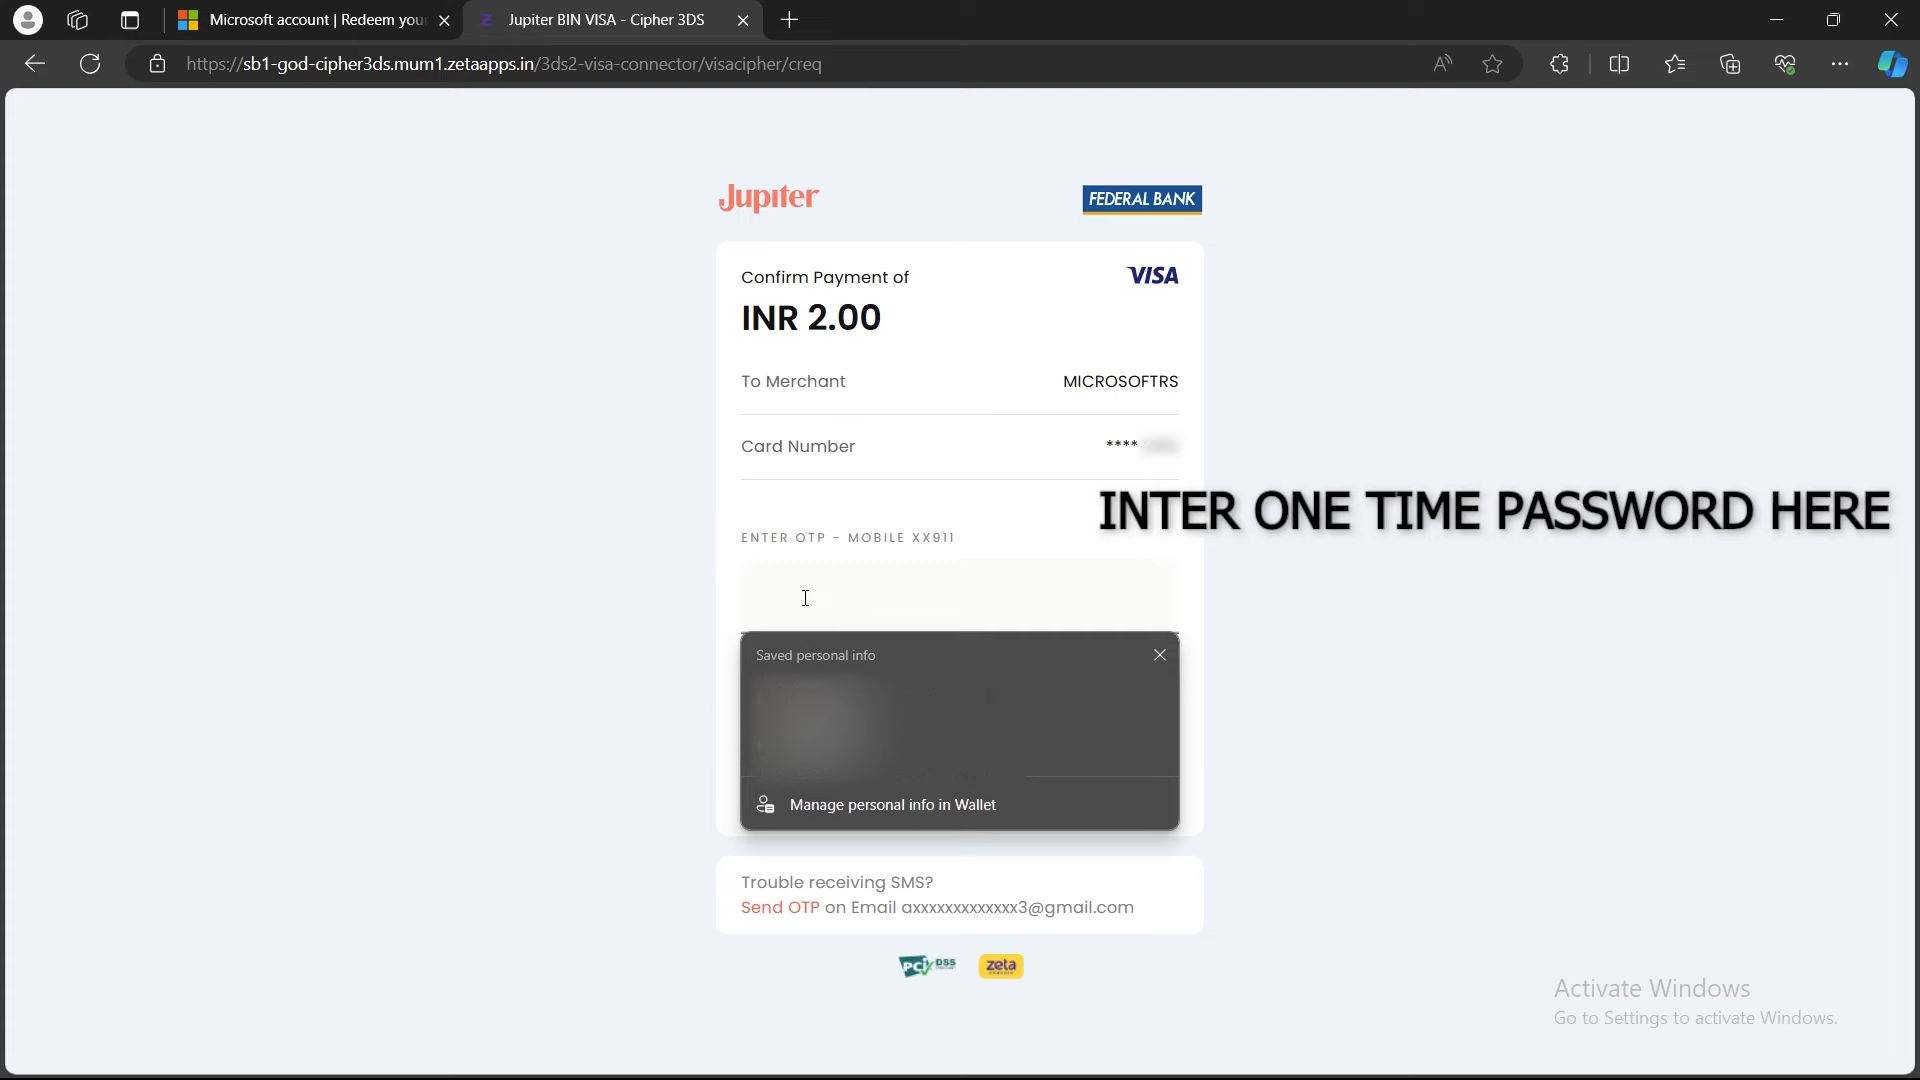 Microsoft account | Redeem your
Jupiter BIN VISA - Cipher 3DS
https://sb1-god-cipher3ds.mum1.zetaapps.in/3ds2-visa-connector/visacipher/creq
Jupiter
FEDERAL BANK
Confirm Payment of
VISA
INR 2.00
To Merchant
MICROSOFTRS
Card Number
****
INTER ONE TIME PASSWORD HERE
ENTER OTP - MOBILE XX911
Saved personal info
Manage personal info in Wallet
Trouble receiving SMS?
Send OTP on Email axxxxxxxxxxxxx3@gmail.com
PCI DSS
zeta
Activate Windows
Go to Settings to activate Windows.